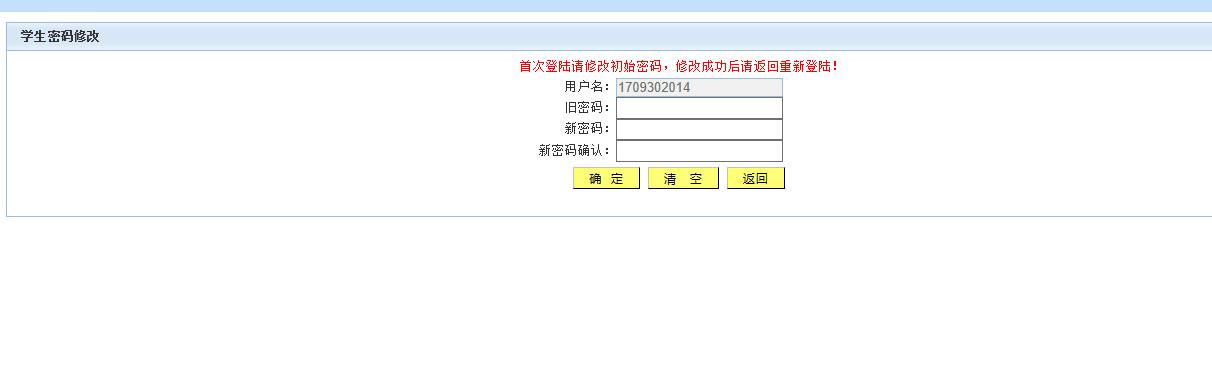 学生密码修改
首次登陆请修改初始密码，修改成功后请返回重新登陆！
用户名：1709302014
旧密码：
新密码：
新密码确认：
确 定 清 空 返回